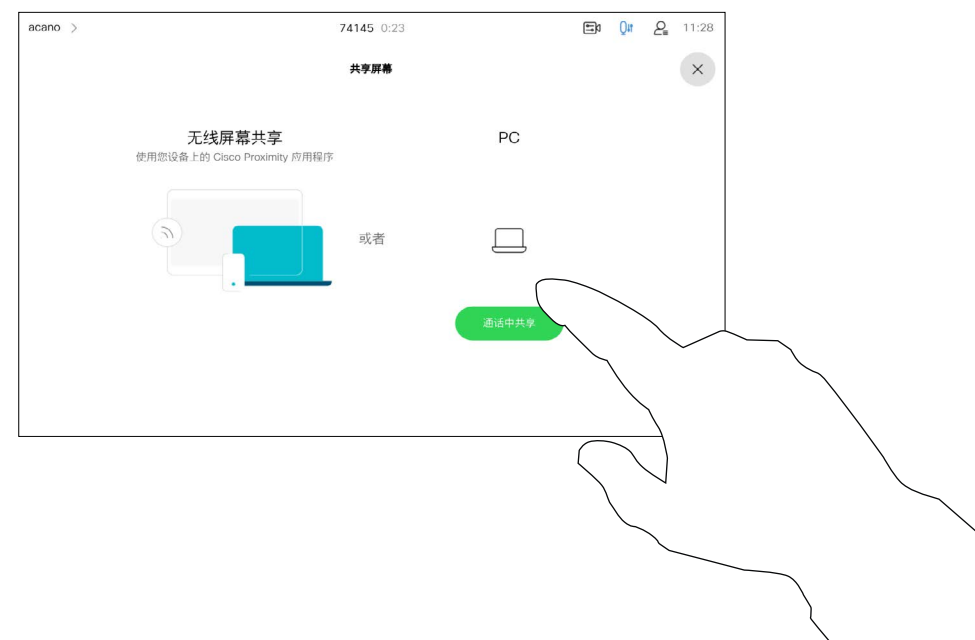 acano
74145 0:23
11:28
共享屏幕
无线屏幕共享
使用您设备上的 Cisco Proximity 应用程序
PC
或者
通话中共享